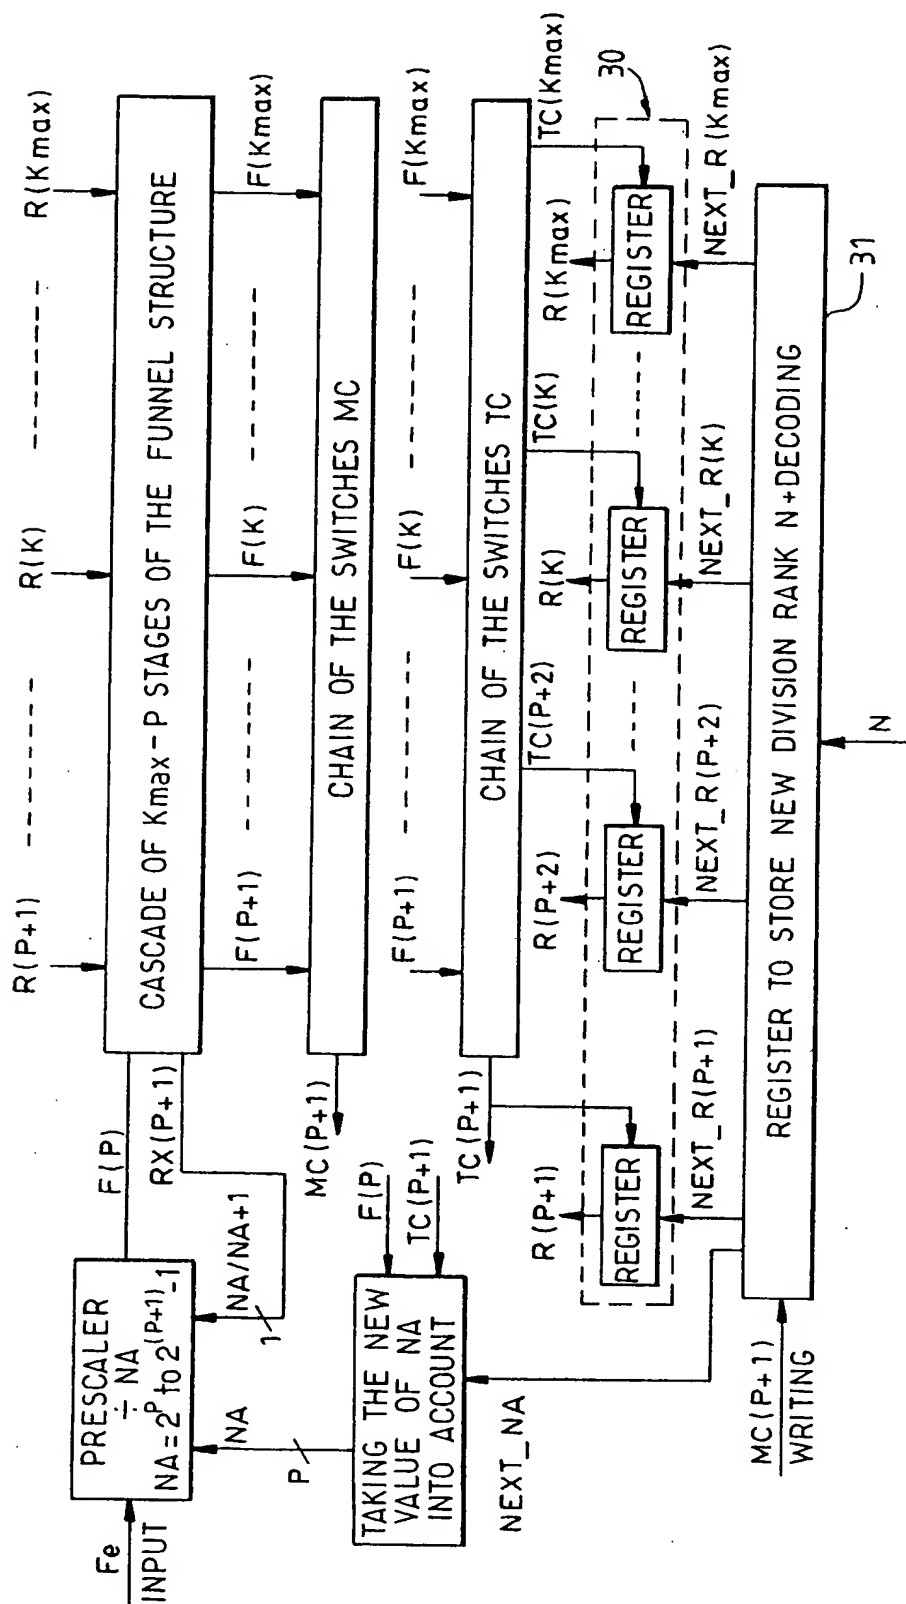 R(P+1)
R(K)
R(Kmax)
Fe
INPUT
PRESCALER
÷ NA
NA = 2^P to 2^(P+1)-1
F(P)
RX(P+1)
CASCADE OF Kmax-P STAGES OF THE FUNNEL STRUCTURE
NA
P
NA/NA+1
1
F(P+1)
F(K)
F(Kmax)
MC(P+1)
CHAIN OF THE SWITCHES MC
TAKING THE NEW
VALUE OF NA
INTO ACCOUNT
F(P)
TC(P+1)
F(P+1)
F(K)
F(Kmax)
TC(P+1)
CHAIN OF THE SWITCHES TC
NEXT_NA
R(P+1)
R(P+2)
TC(P+2)
R(K)
TC(K)
R(Kmax)
TC(Kmax)
30
REGISTER
REGISTER
REGISTER
REGISTER
NEXT_R(P+1)
NEXT_R(P+2)
NEXT_R(K)
NEXT_R(Kmax)
MC(P+1)
WRITING
REGISTER TO STORE NEW DIVISION RANK N+DECODING
31
N